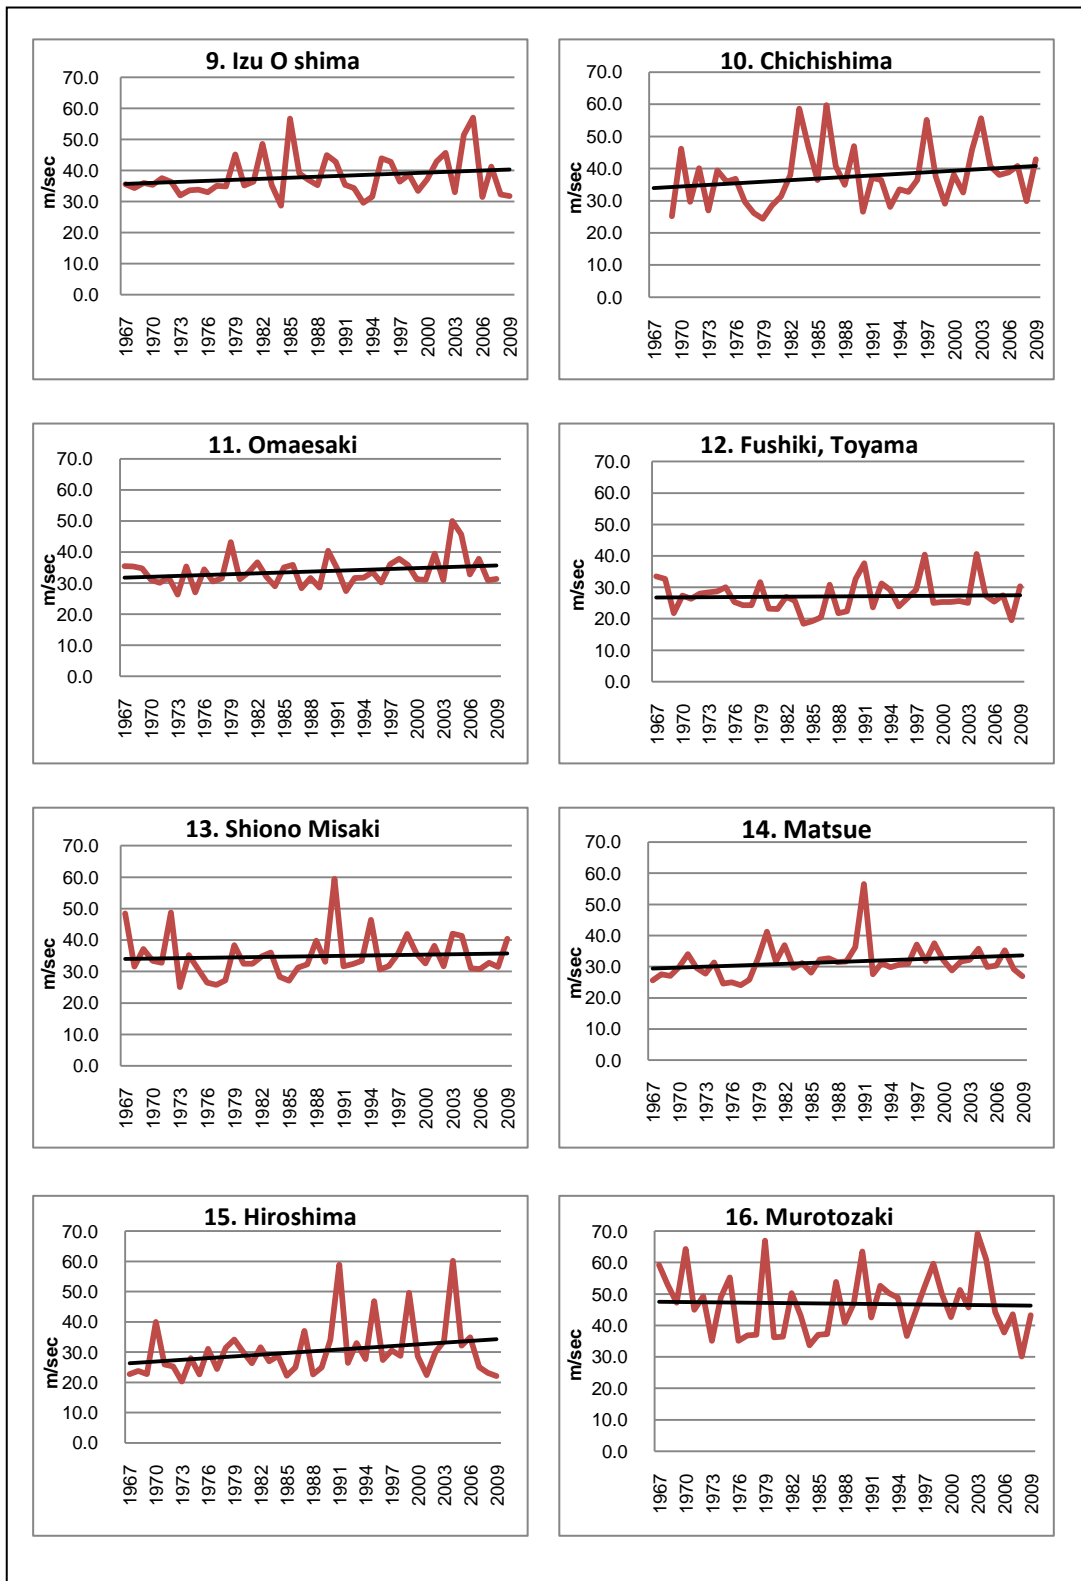 9. Izu O shima
70.0
60.0
50.0
40.0
30.0
20.0
10.0
0.0
m/sec
1967 1970 1973 1976 1979 1982 1985 1988 1991 1994 1997 2000 2003 2006 2009
10. Chichishima
70.0
60.0
50.0
40.0
30.0
20.0
10.0
0.0
m/sec
1967 1970 1973 1976 1979 1982 1985 1988 1991 1994 1997 2000 2003 2006 2009
11. Omaesaki
70.0
60.0
50.0
40.0
30.0
20.0
10.0
0.0
m/sec
1967 1970 1973 1976 1979 1982 1985 1988 1991 1994 1997 2000 2003 2006 2009
12. Fushiki, Toyama
70.0
60.0
50.0
40.0
30.0
20.0
10.0
0.0
m/sec
1967 1970 1973 1976 1979 1982 1985 1988 1991 1994 1997 2000 2003 2006 2009
13. Shiono Misaki
70.0
60.0
50.0
40.0
30.0
20.0
10.0
0.0
m/sec
1967 1970 1973 1976 1979 1982 1985 1988 1991 1994 1997 2000 2003 2006 2009
14. Matsue
70.0
60.0
50.0
40.0
30.0
20.0
10.0
0.0
m/sec
1967 1970 1973 1976 1979 1982 1985 1988 1991 1994 1997 2000 2003 2006 2009
15. Hiroshima
70.0
60.0
50.0
40.0
30.0
20.0
10.0
0.0
m/sec
1967 1970 1973 1976 1979 1982 1985 1988 1991 1994 1997 2000 2003 2006 2009
16. Murotozaki
70.0
60.0
50.0
40.0
30.0
20.0
10.0
0.0
m/sec
1967 1970 1973 1976 1979 1982 1985 1988 1991 1994 1997 2000 2003 2006 2009